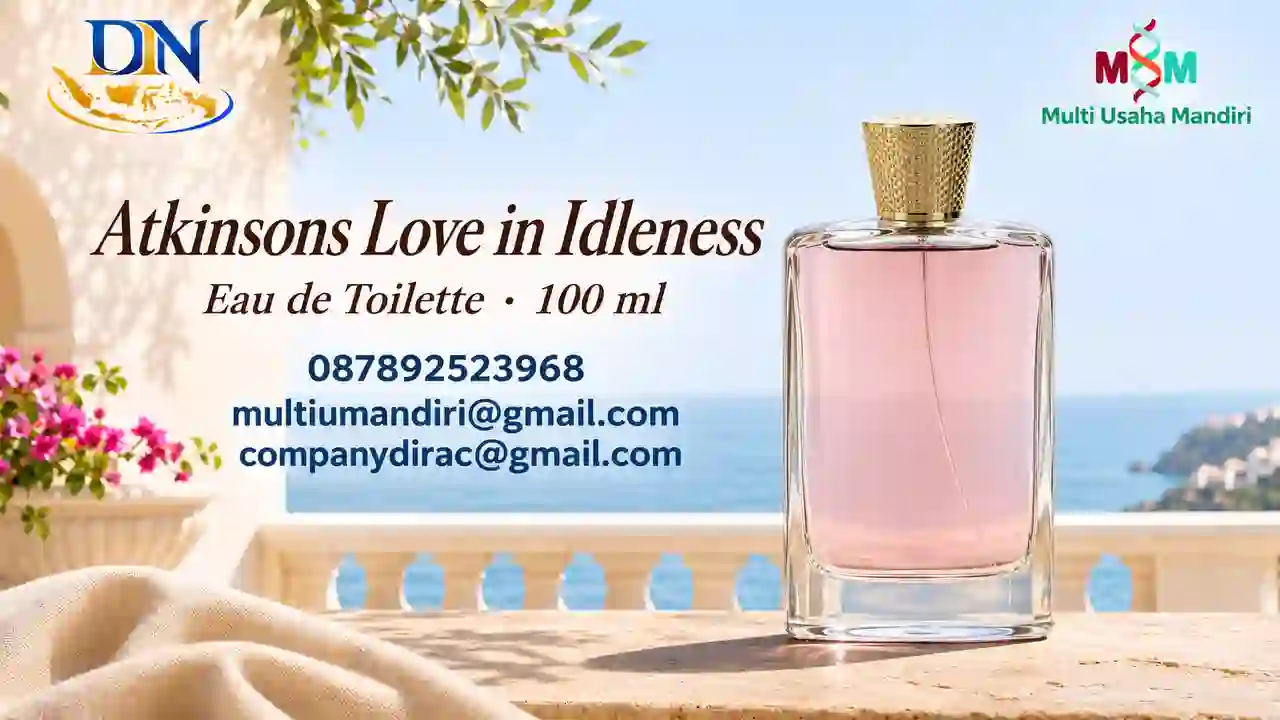 DN
MM
Multi Usaha Mandiri
Atkinsons Love in Idleness
Eau de Toilette · 100 ml
087892523968
multiumandiri@gmail.com
companydirac@gmail.com